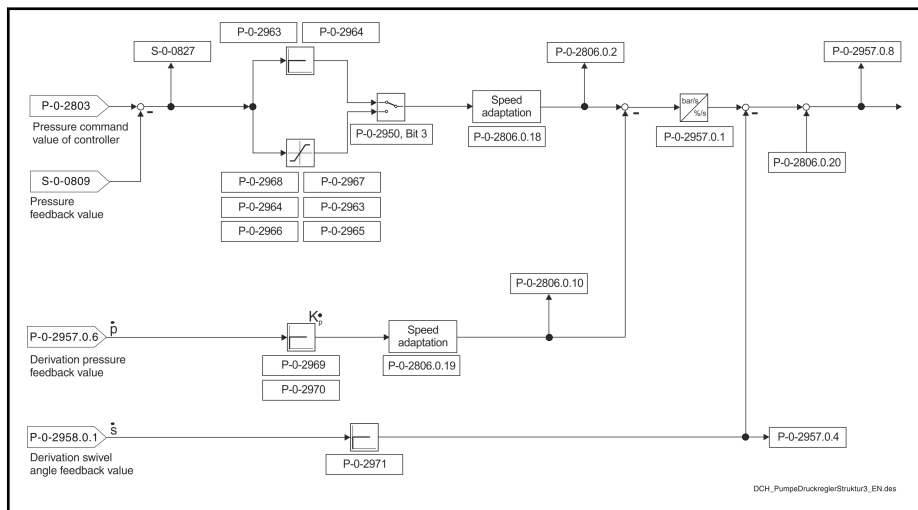 P-0-2963
P-0-2964
S-0-0827
P-0-2806.0.2
P-0-2957.0.8
P-0-2803
Pressure command
value of controller
P-0-2950, Bit 3
Speed
adaptation
P-0-2806.0.18
bar/s
%/s
P-0-2957.0.1
P-0-2806.0.20
S-0-0809
Pressure
feedback value
P-0-2968
P-0-2967
P-0-2964
P-0-2963
P-0-2966
P-0-2965
P-0-2806.0.10
P-0-2957.0.6
ṗ
Derivation pressure
feedback value
Kṗ
P-0-2969
P-0-2970
Speed
adaptation
P-0-2806.0.19
P-0-2958.0.1
ṡ
Derivation swivel
angle feedback value
P-0-2971
P-0-2957.0.4
DCH_PumpeDruckreglerStruktur3_EN.des